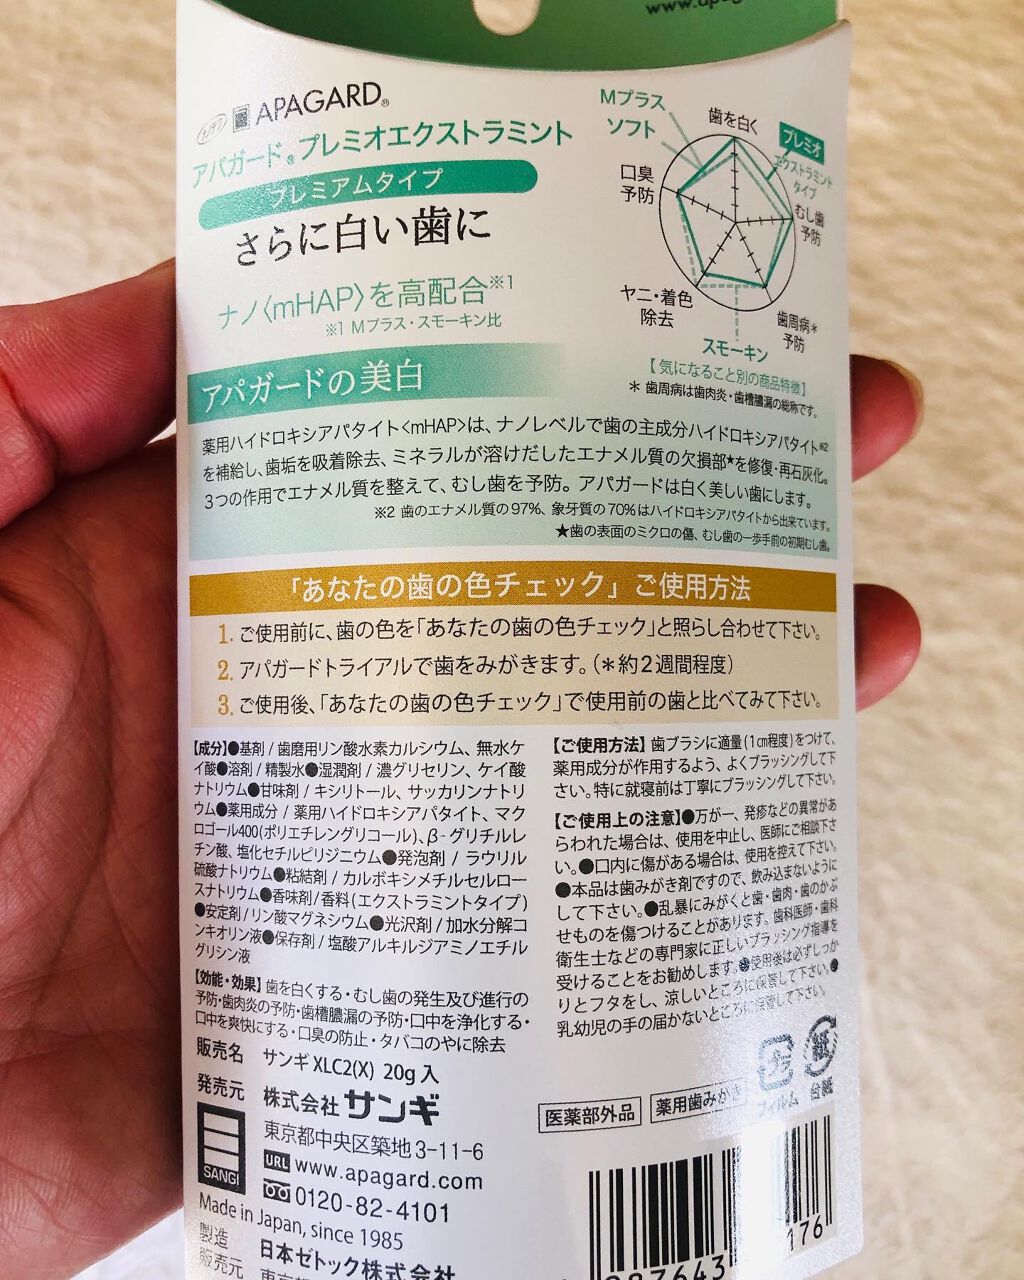 www.apag
ナノテク APAGARD®
アパガード®プレミオエクストラミント
プレミアムタイプ
さらに白い歯に
ナノ〈mHAP〉を高配合※1
※1 Mプラス・スモーキン比
Mプラス
ソフト
歯を白く
プレミオ
エクストラミント
タイプ
口臭
予防
むし歯
予防
ヤニ・着色
除去
歯周病*
予防
スモーキン
【気になること別の商品特徴】
* 歯周病は歯肉炎・歯槽膿漏の総称です。
アパガードの美白
薬用ハイドロキシアパタイト<mHAP>は、ナノレベルで歯の主成分ハイドロキシアパタイト※2
を補給し、歯垢を吸着除去、ミネラルが溶けだしたエナメル質の欠損部★を修復・再石灰化。
3つの作用でエナメル質を整えて、むし歯を予防。アパガードは白く美しい歯にします。
※2 歯のエナメル質の97%、象牙質の70%はハイドロキシアパタイトから出来ています。
★歯の表面のミクロの傷、むし歯の一歩手前の初期むし歯。
「あなたの歯の色チェック」ご使用方法
1. ご使用前に、歯の色を「あなたの歯の色チェック」と照らし合わせて下さい。
2. アパガードトライアルで歯をみがきます。(*約2週間程度)
3. ご使用後、「あなたの歯の色チェック」で使用前の歯と比べてみて下さい。
【成分】●基剤/歯磨用リン酸水素カルシウム、無水ケ
イ酸●溶剤/精製水●湿潤剤/濃グリセリン、ケイ酸
ナトリウム●甘味剤/キシリトール、サッカリンナトリ
ウム●薬用成分/薬用ハイドロキシアパタイト、マク
ロゴール400(ポリエチレングリコール)、β-グリチルレ
チン酸、塩化セチルピリジニウム●発泡剤/ラウリル
硫酸ナトリウム●粘結剤/カルボキシメチルセルロー
スナトリウム●香味剤/香料(エクストラミントタイプ)
●安定剤/リン酸マグネシウム●光沢剤/加水分解コ
ンキオリン液●保存剤/塩酸アルキルジアミノエチル
グリシン液
【効能・効果】歯を白くする・むし歯の発生及び進行の
予防・歯肉炎の予防・歯槽膿漏の予防・口中を浄化する・
口中を爽快にする・口臭の防止・タバコのやに除去
【ご使用方法】歯ブラシに適量(1cm程度)をつけて、
薬用成分が作用するよう、よくブラッシングして下
さい。特に就寝前は丁寧にブラッシングして下さい。
【ご使用上の注意】●万が一、発疹などの異常があ
らわれた場合は、使用を中止し、医師にご相談下さ
い。●口内に傷がある場合は、使用を控えて下さい。
●本品は歯みがき剤ですので、飲み込まないように
して下さい。●乱暴にみがくと歯・歯肉・歯のかぶ
せものを傷つけることがあります。歯科医師・歯科
衛生士などの専門家に正しいブラッシング指導を
受けることをお勧めします。●使用後は必ずしっか
りとフタをし、涼しいところに保管して下さい。●
乳幼児の手の届かないところに保管して下さい。
販売名 サンギ XLC2(X) 20g入
発売元 株式会社サンギ
東京都中央区築地3-11-6
URL www.apagard.com
0120-82-4101
SANGI
Made in Japan, since 1985
製造
販売元 日本ゼトック株式会社
医薬部外品
薬用歯みがき
プラ
フィルム
紙
台紙
987643
176